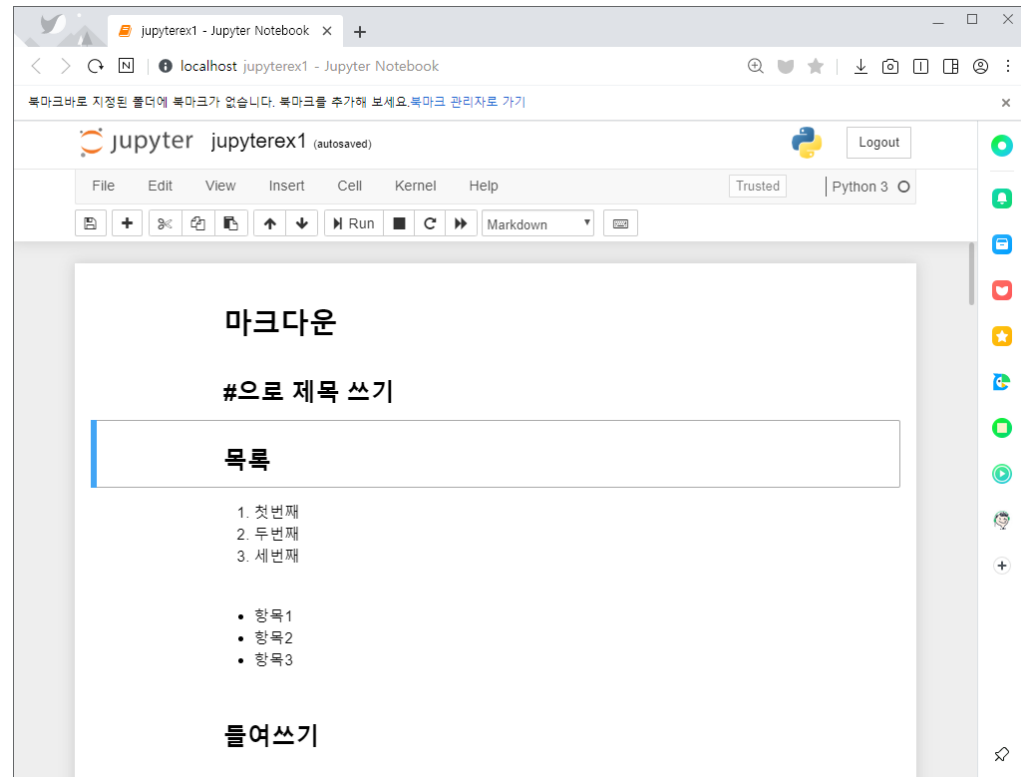 jupyterex1 - Jupyter Notebook
N localhost jupyterex1 - Jupyter Notebook
북마크바로 지정된 폴더에 북마크가 없습니다. 북마크를 추가해 보세요.북마크 관리자로 가기
jupyter jupyterex1 (autosaved) Logout
File Edit View Insert Cell Kernel Help Trusted Python 3
Run Markdown
마크다운
#으로 제목 쓰기
목록
1. 첫번째
2. 두번째
3. 세번째
• 항목1
• 항목2
• 항목3
들여쓰기